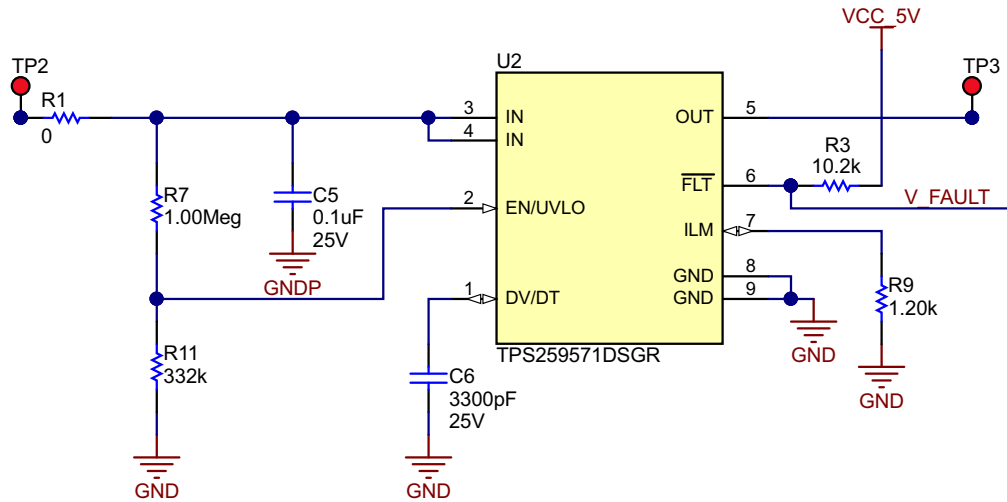 VCC_5V
TP2
U2
TP3
R1
0
3
IN
OUT
5
4
IN
R3
10.2k
FLT
6
R7
1.00Meg
C5
0.1uF
25V
2
EN/UVLO
V_FAULT
ILM
7
GNDP
GND
8
1
DV/DT
GND
9
R9
1.20k
R11
332k
TPS259571DSGR
GND
C6
3300pF
25V
GND
GND
GND